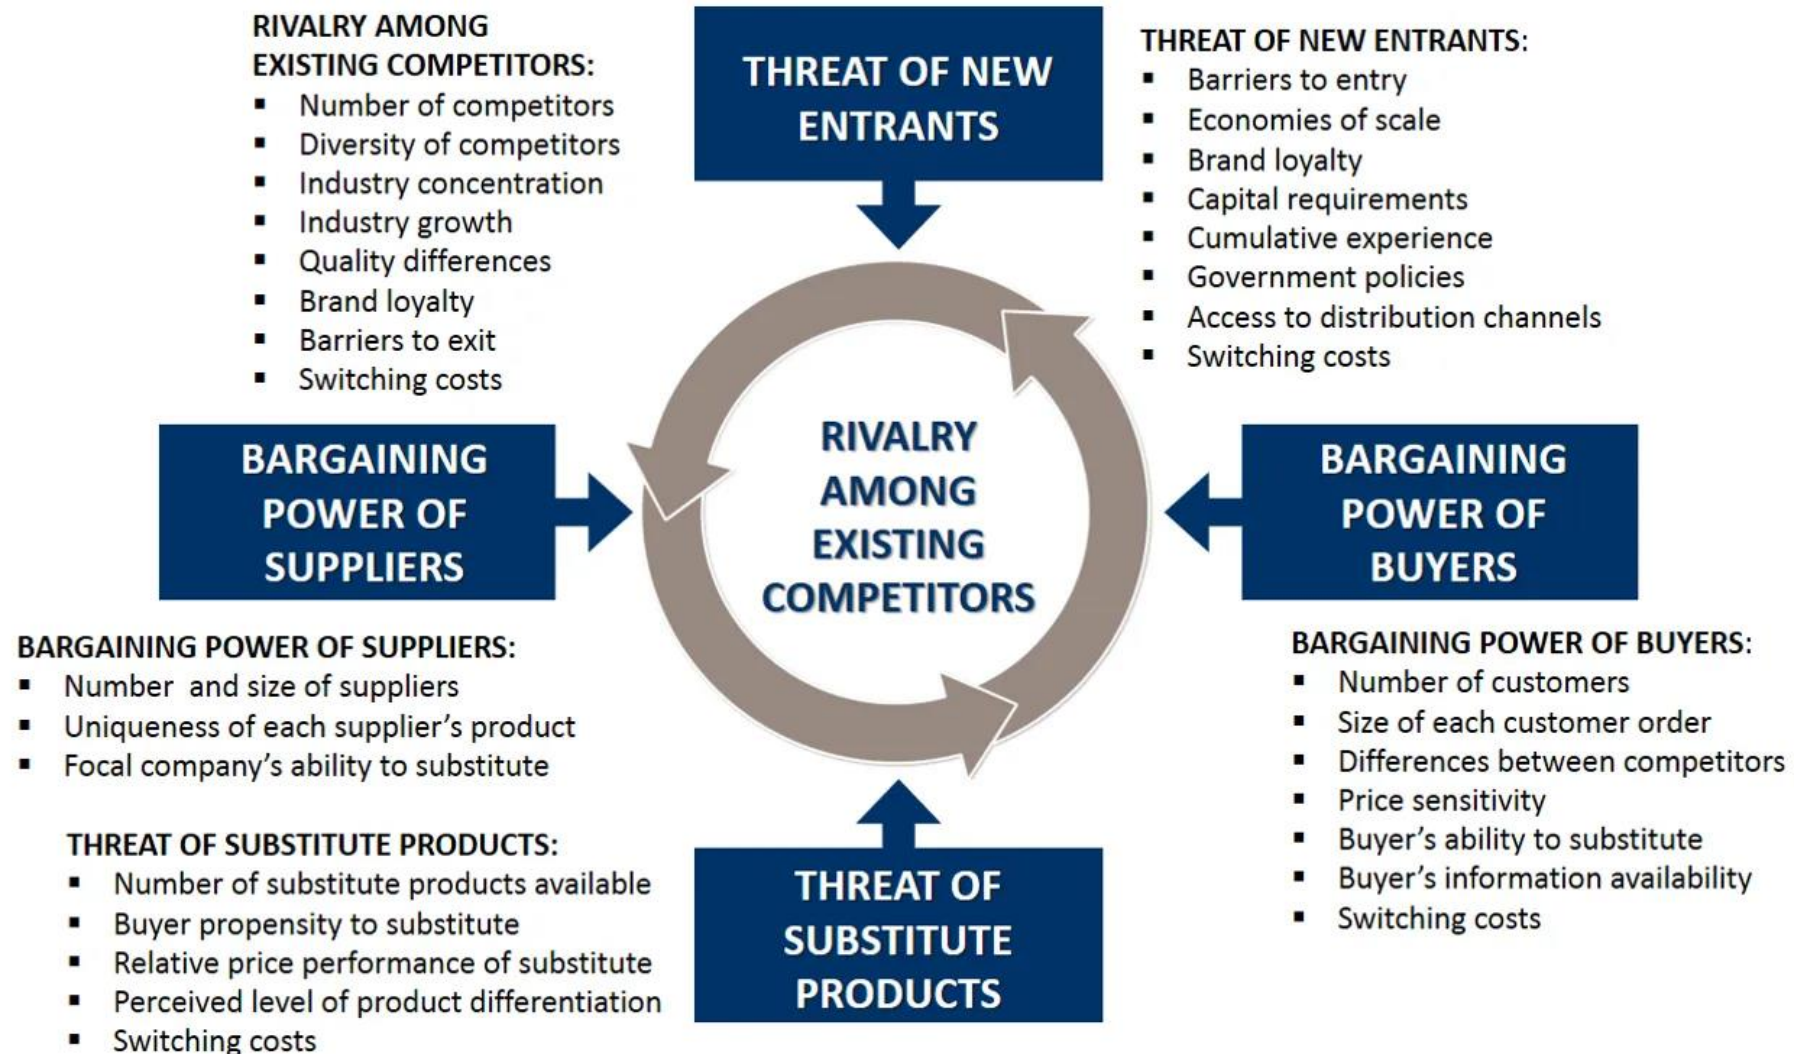 RIVALRY AMONG
EXISTING COMPETITORS:
▪ Number of competitors
▪ Diversity of competitors
▪ Industry concentration
▪ Industry growth
▪ Quality differences
▪ Brand loyalty
▪ Barriers to exit
▪ Switching costs
THREAT OF NEW
ENTRANTS
THREAT OF NEW ENTRANTS:
▪ Barriers to entry
▪ Economies of scale
▪ Brand loyalty
▪ Capital requirements
▪ Cumulative experience
▪ Government policies
▪ Access to distribution channels
▪ Switching costs
BARGAINING
POWER OF
SUPPLIERS
RIVALRY
AMONG
EXISTING
COMPETITORS
BARGAINING
POWER OF
BUYERS
BARGAINING POWER OF SUPPLIERS:
▪ Number and size of suppliers
▪ Uniqueness of each supplier’s product
▪ Focal company’s ability to substitute
BARGAINING POWER OF BUYERS:
▪ Number of customers
▪ Size of each customer order
▪ Differences between competitors
▪ Price sensitivity
▪ Buyer’s ability to substitute
▪ Buyer’s information availability
▪ Switching costs
THREAT OF SUBSTITUTE PRODUCTS:
▪ Number of substitute products available
▪ Buyer propensity to substitute
▪ Relative price performance of substitute
▪ Perceived level of product differentiation
▪ Switching costs
THREAT OF
SUBSTITUTE
PRODUCTS